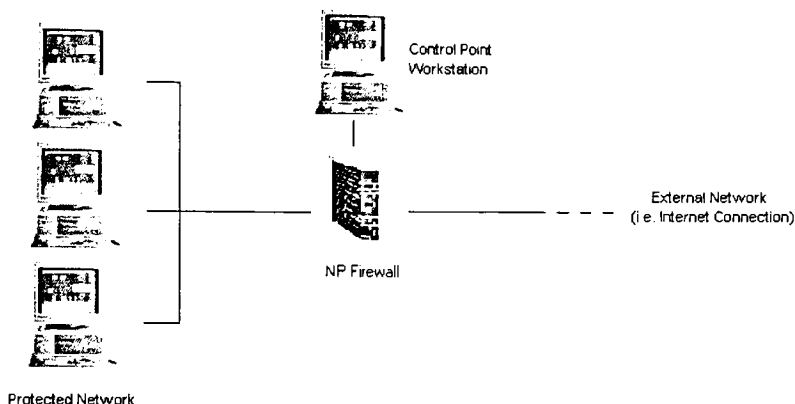 Control Point
Workstation
External Network
(i.e. Internet Connection)
NP Firewall
Protected Network